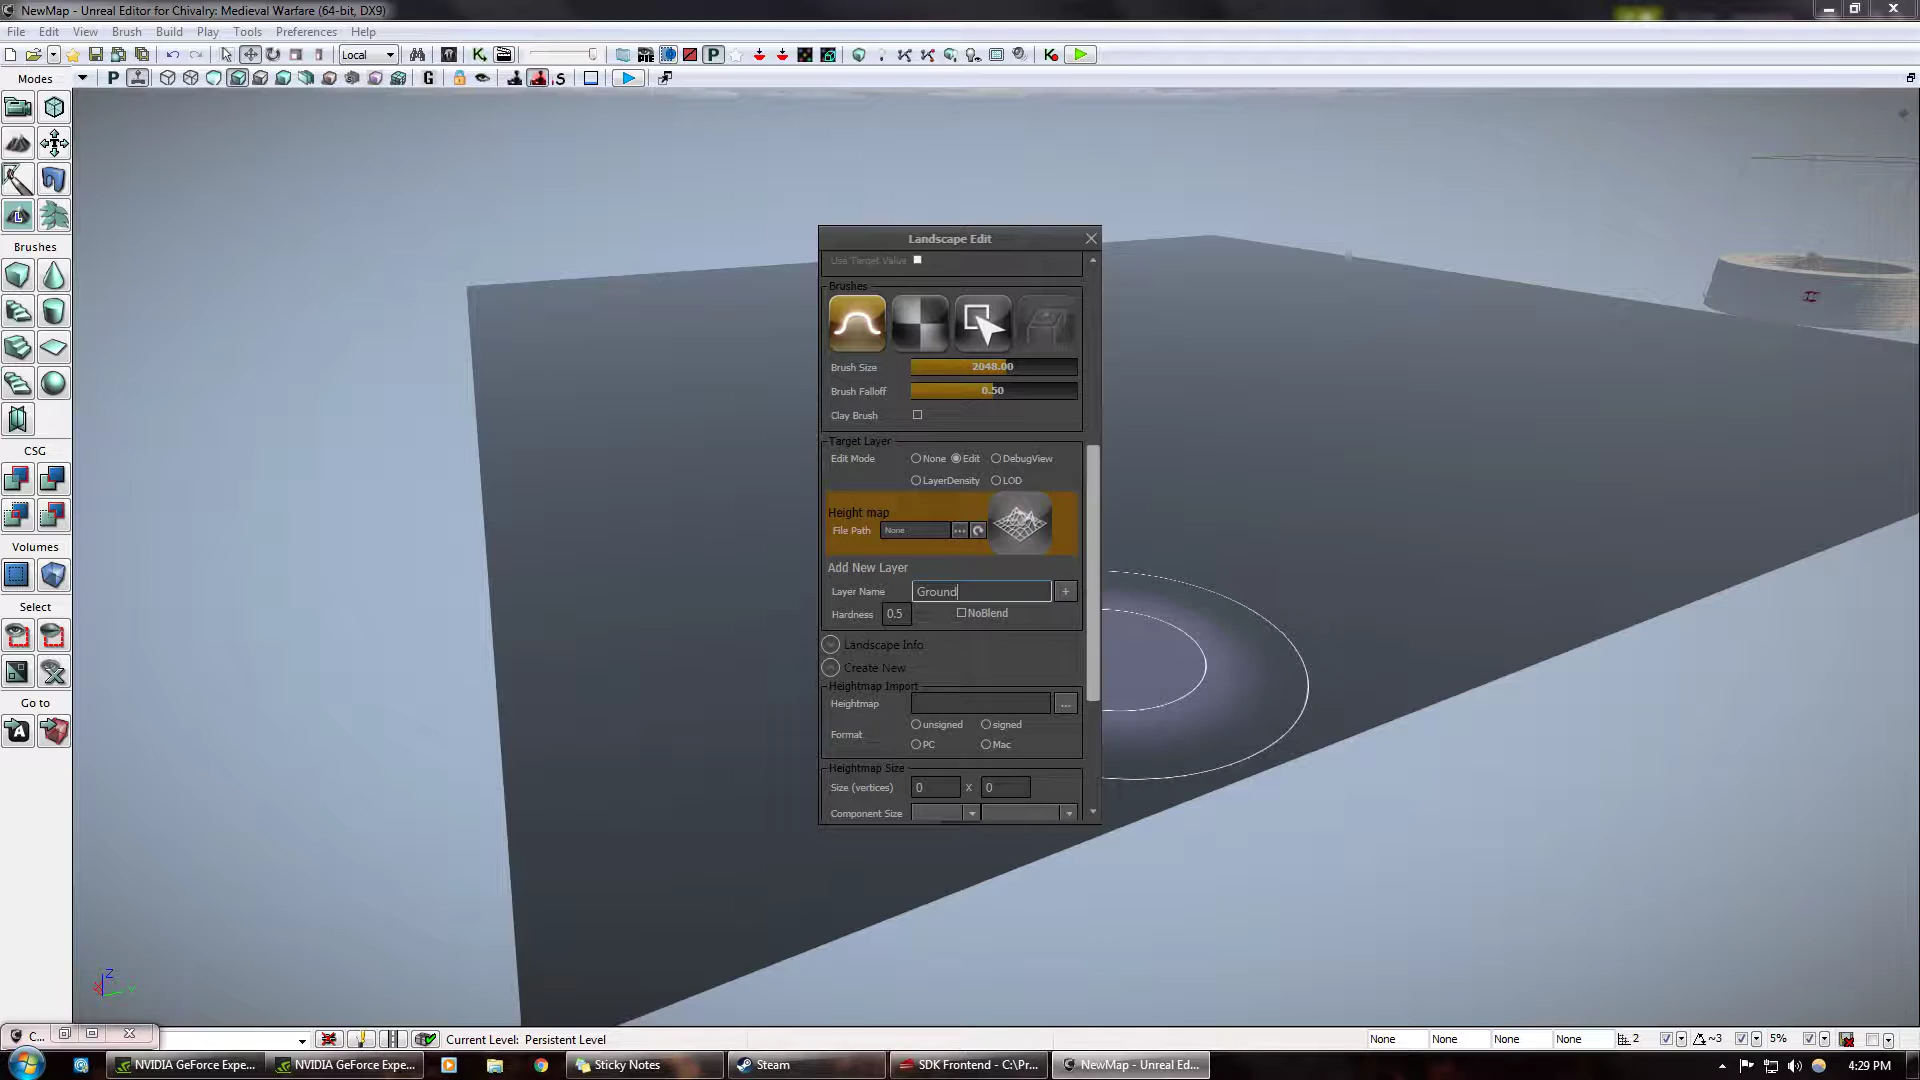 NewMap - Unreal Editor for Chivalry: Medieval Warfare (64-bit, DX9)
File Edit View Brush Build Play Tools Preferences Help
Local
Modes
Brushes
CSG
Volumes
Select
Go to
Landscape Edit
Use Target Value
Brushes
Brush Size 2048.00
Brush Falloff 0.50
Clay Brush
Target Layer
Edit Mode None Edit DebugView
LayerDensity LOD
Height map
File Path None
Add New Layer
Layer Name Ground +
Hardness 0.5 NoBlend
Landscape Info
Create New
Heightmap Import
Heightmap ...
unsigned signed
Format
PC Mac
Heightmap Size
Size (vertices) 0 X 0
Component Size
Z
C...
Current Level: Persistent Level
None None None None 2 ~3 5%
NVIDIA GeForce Expe... NVIDIA GeForce Expe... Sticky Notes Steam SDK Frontend - C:\Pr... NewMap - Unreal Ed... 4:29 PM